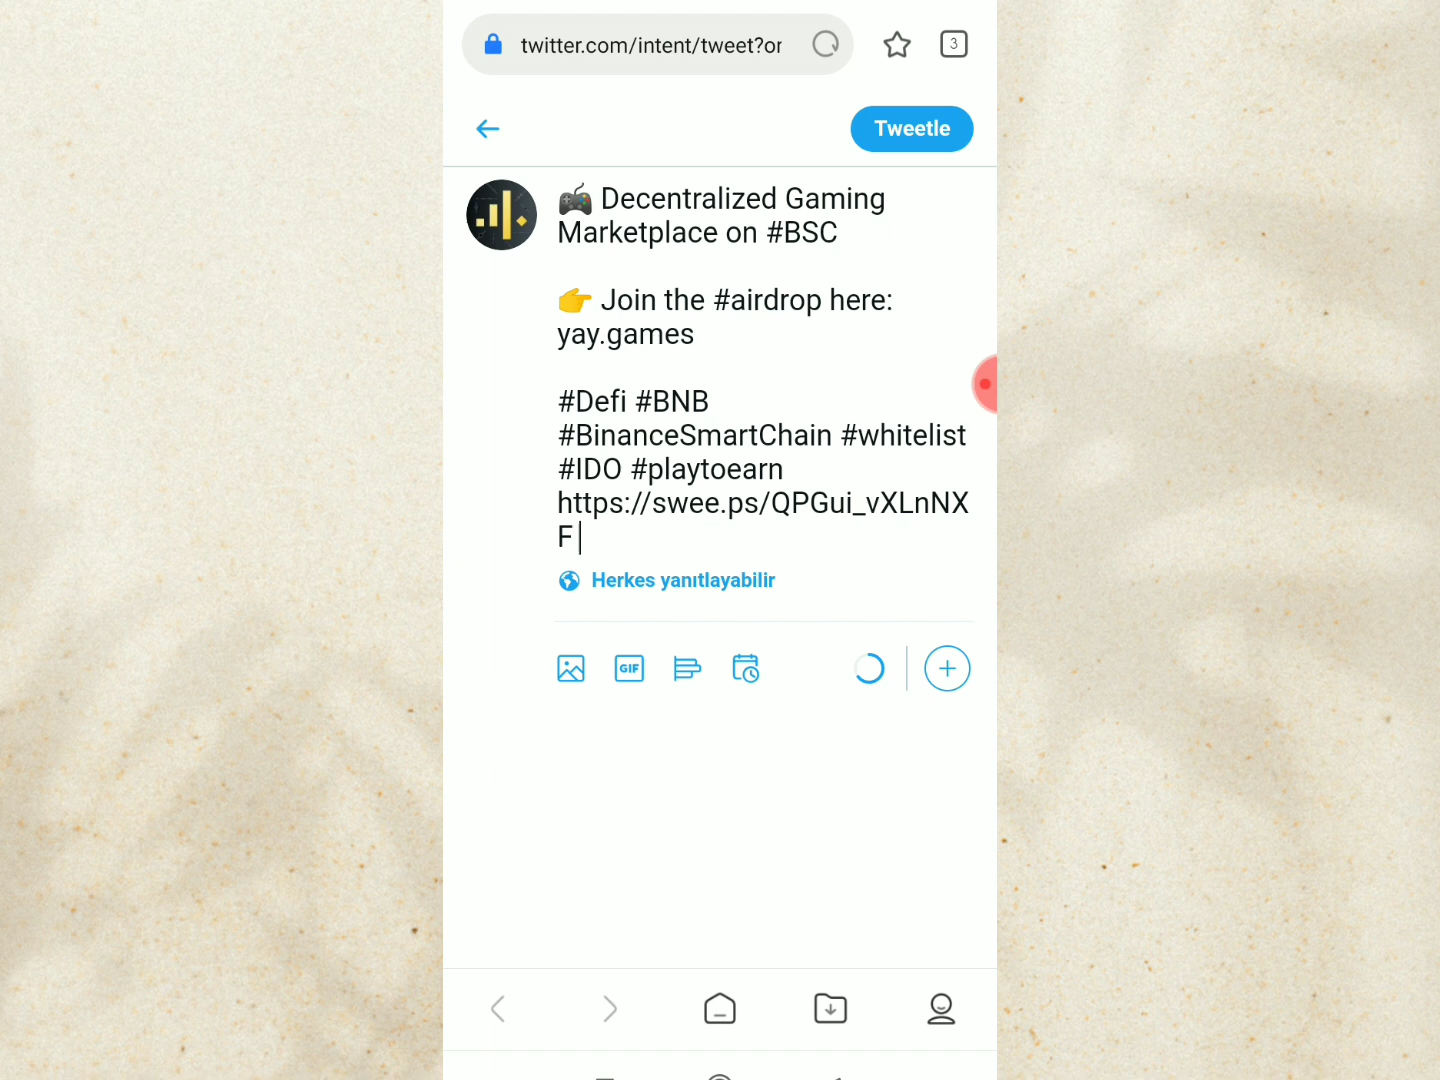 twitter.com/intent/tweet?or
3
Tweetle
🎮 Decentralized Gaming
Marketplace on #BSC
👉 Join the #airdrop here:
yay.games
#Defi #BNB
#BinanceSmartChain #whitelist
#IDO #playtoearn
https://swee.ps/QPGui_vXLnNX
F
Herkes yanıtlayabilir
GIF